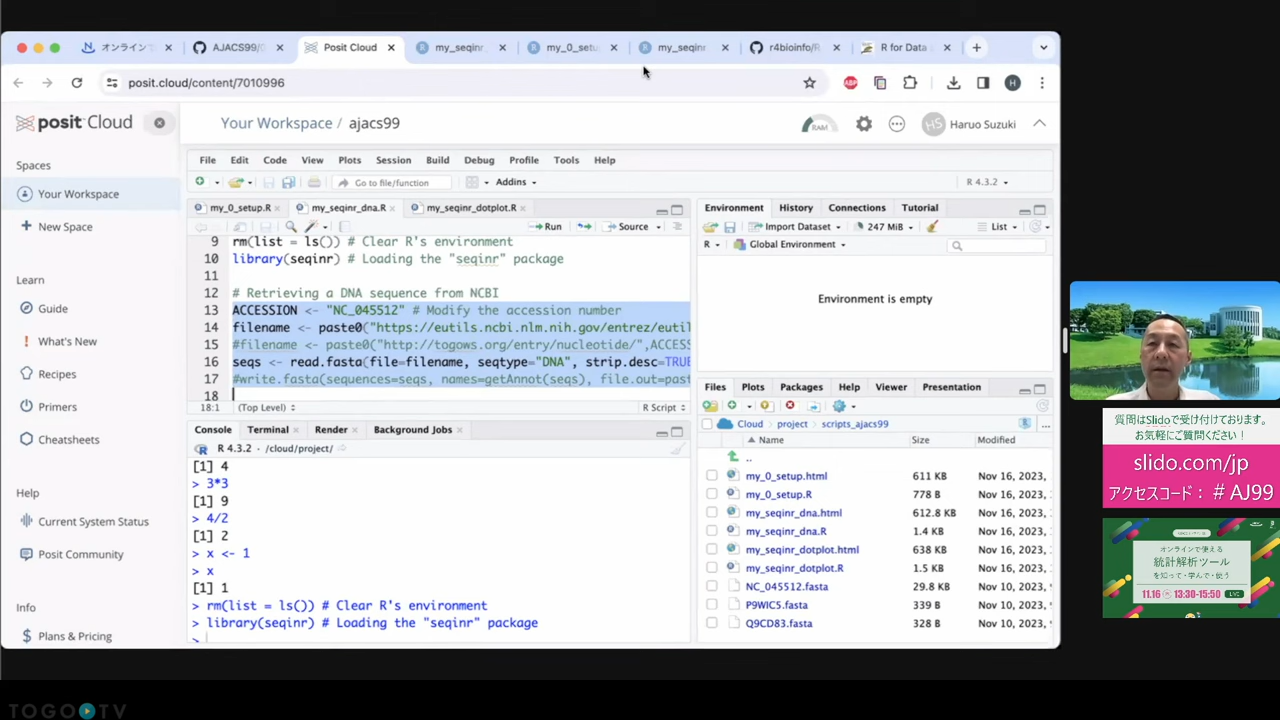 オンラインで
AJACS99/
Posit Cloud
my_seqinr
my_0_setu
my_seqinr
r4bioinfo/R
R for Data
posit.cloud/content/7010996
ABP
H
posit Cloud
Your Workspace / ajacs99
RAM
HS
Haruo Suzuki
Spaces
Your Workspace
New Space
Learn
Guide
What's New
Recipes
Primers
Cheatsheets
Help
Current System Status
Posit Community
Info
Plans & Pricing
File Edit Code View Plots Session Build Debug Profile Tools Help
Go to file/function
Addins
R 4.3.2
my_0_setup.R
my_seqinr_dna.R
my_seqinr_dotplot.R
Run
Source
9 rm(list = ls()) # Clear R's environment
10 library(seqinr) # Loading the "seqinr" package
11
12 # Retrieving a DNA sequence from NCBI
13 ACCESSION <- "NC_045512" # Modify the accession number
14 filename <- paste0("https://eutils.ncbi.nlm.nih.gov/entrez/eutil
15 #filename <- paste0("http://togows.org/entry/nucleotide/",ACCESS
16 seqs <- read.fasta(file=filename, seqtype="DNA", strip.desc=TRUE
17 #write.fasta(sequences=seqs, names=getAnnot(seqs), file.out=past
18
18:1 (Top Level) R Script
Console Terminal Render Background Jobs
R 4.3.2 · /cloud/project/
[1] 4
> 3*3
[1] 9
> 4/2
[1] 2
> x <- 1
> x
[1] 1
> rm(list = ls()) # Clear R's environment
> library(seqinr) # Loading the "seqinr" package
>
Environment History Connections Tutorial
Import Dataset 247 MiB List
R Global Environment
Environment is empty
Files Plots Packages Help Viewer Presentation
Cloud project scripts_ajacs99 ...
Name Size Modified
..
my_0_setup.html 611 KB Nov 16, 2023,
my_0_setup.R 778 B Nov 16, 2023,
my_seqinr_dna.html 612.8 KB Nov 16, 2023,
my_seqinr_dna.R 1.4 KB Nov 16, 2023,
my_seqinr_dotplot.html 638 KB Nov 16, 2023,
my_seqinr_dotplot.R 1.5 KB Nov 16, 2023,
NC_045512.fasta 29.8 KB Nov 10, 2023,
P9WIC5.fasta 339 B Nov 10, 2023,
Q9CD83.fasta 328 B Nov 10, 2023,
質問はSlidoで受け付けております。
お気軽にご質問ください！
slido.com/jp
アクセスコード： ＃AJ99
オンラインで使える
統計解析ツール
を知って・学んで・使う
11.16 13:30-15:50 LIVE
TOGO TV